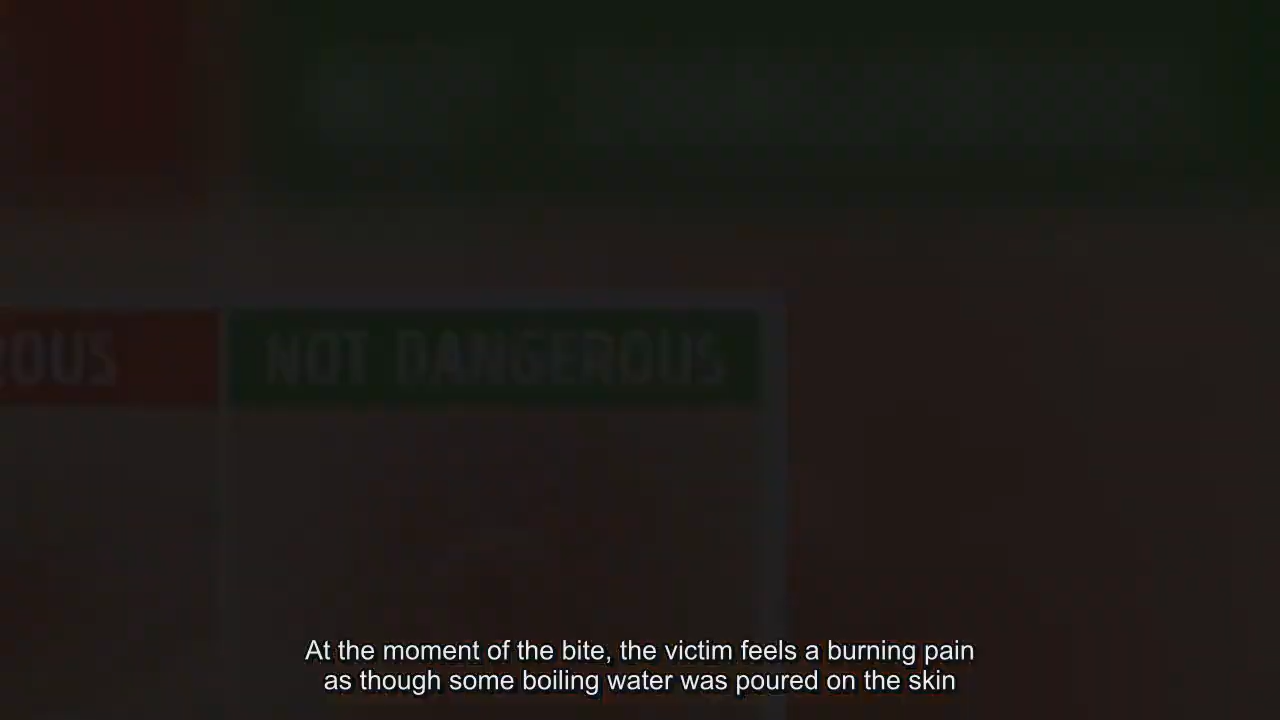 ROUS
NOT DANGEROUS
At the moment of the bite, the victim feels a burning pain
as though some boiling water was poured on the skin